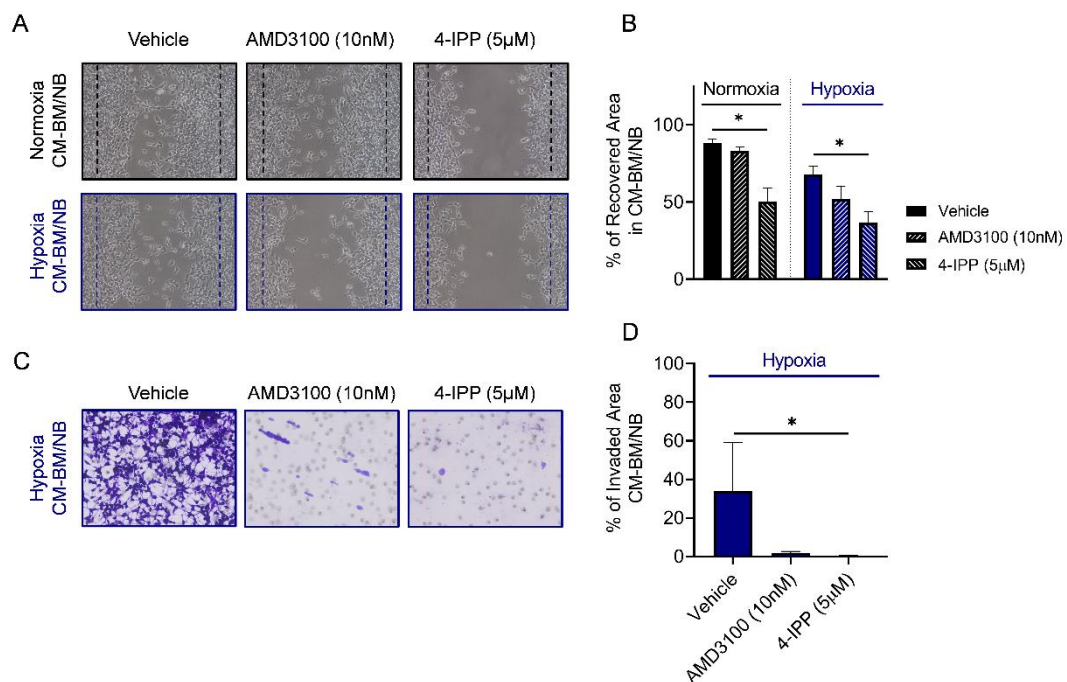 A
Vehicle
AMD3100 (10nM)
4-IPP (5µM)
Normoxia
CM-BM/NB
Hypoxia
CM-BM/NB
B
Normoxia
Hypoxia
*
*
% of Recovered Area
in CM-BM/NB
100
50
0
Vehicle
AMD3100 (10nM)
4-IPP (5µM)
C
Vehicle
AMD3100 (10nM)
4-IPP (5µM)
Hypoxia
CM-BM/NB
D
Hypoxia
*
% of Invaded Area
CM-BM/NB
100
80
60
40
20
0
Vehicle
AMD3100 (10nM)
4-IPP (5µM)